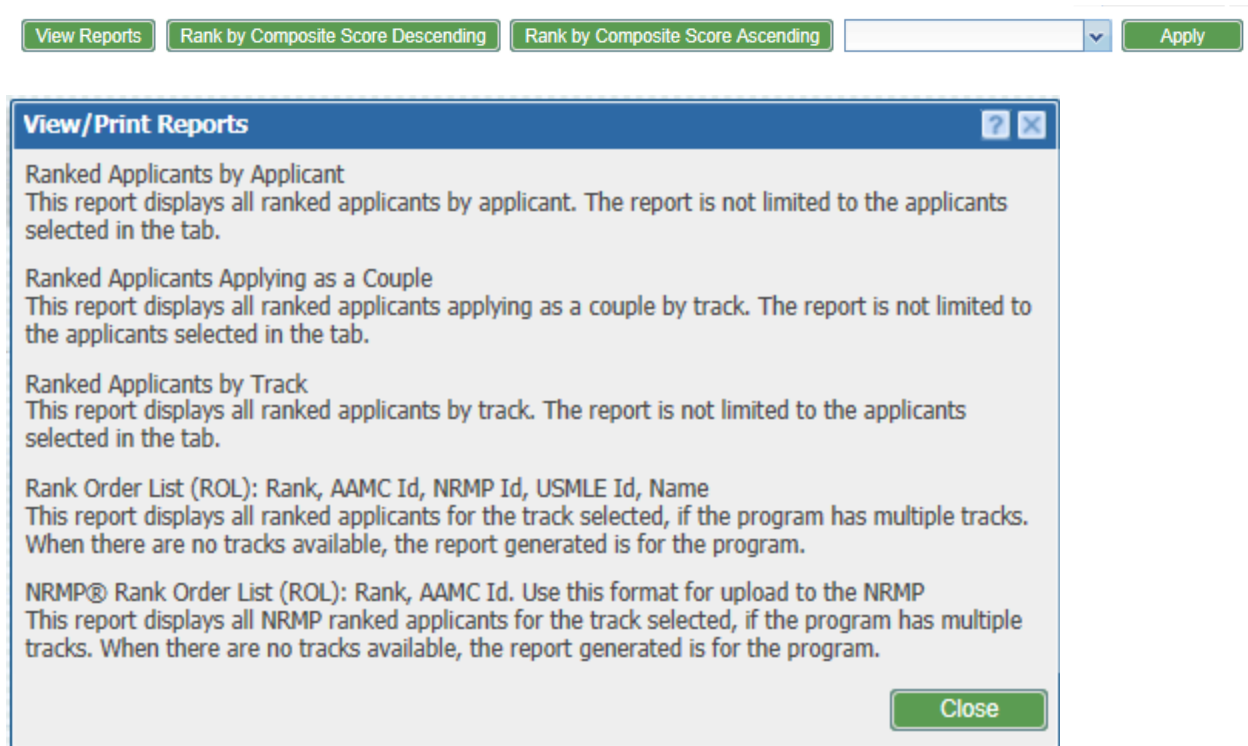 View Reports Rank by Composite Score Descending Rank by Composite Score Ascending Apply
View/Print Reports
Ranked Applicants by Applicant
This report displays all ranked applicants by applicant. The report is not limited to the applicants
selected in the tab.
Ranked Applicants Applying as a Couple
This report displays all ranked applicants applying as a couple by track. The report is not limited to
the applicants selected in the tab.
Ranked Applicants by Track
This report displays all ranked applicants by track. The report is not limited to the applicants
selected in the tab.
Rank Order List (ROL): Rank, AAMC Id, NRMP Id, USMLE Id, Name
This report displays all ranked applicants for the track selected, if the program has multiple tracks.
When there are no tracks available, the report generated is for the program.
NRMP® Rank Order List (ROL): Rank, AAMC Id. Use this format for upload to the NRMP
This report displays all NRMP ranked applicants for the track selected, if the program has multiple
tracks. When there are no tracks available, the report generated is for the program.
Close